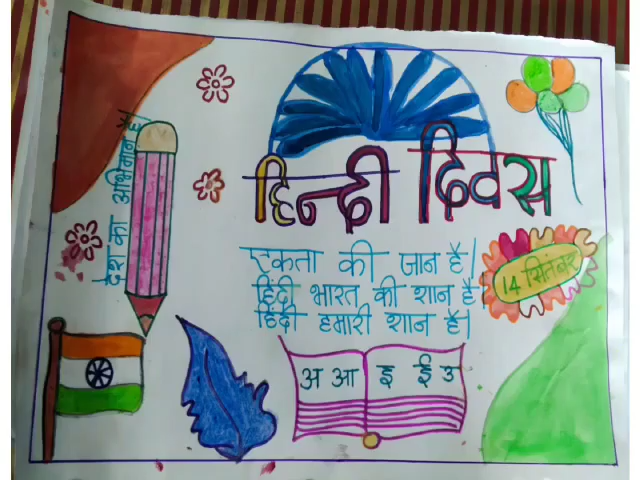 हिन्दी दिवस
देश का अभिमान है।
एकता की जान है।
हिंदी भारत की शान है।
हिंदी हमारी शान है।
14 सितंबर
अ आ इ ई उ